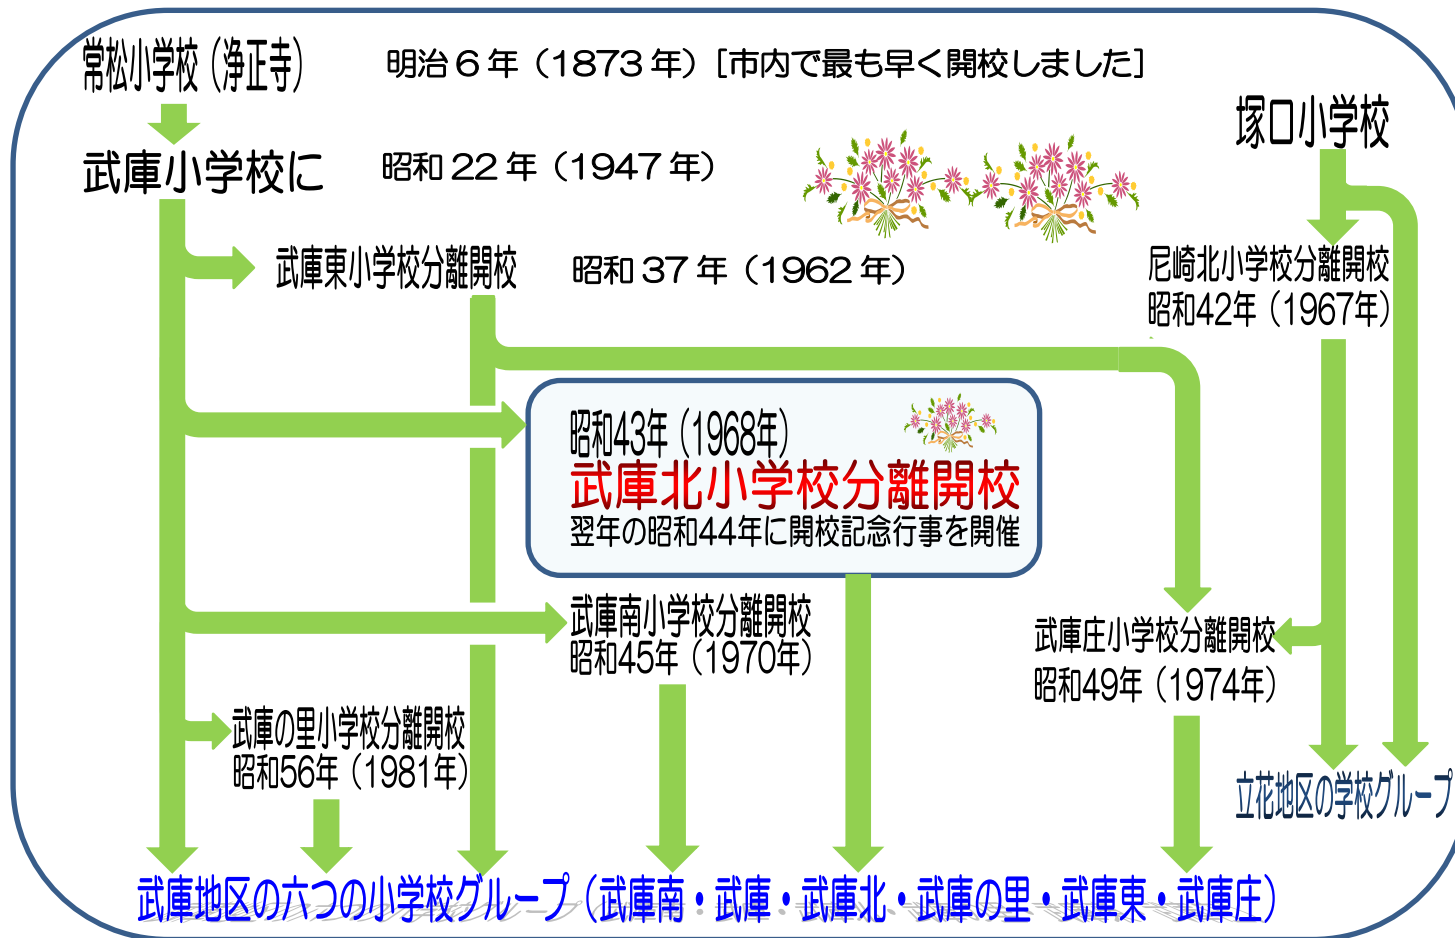 常松小学校（浄正寺）
明治６年（1873年）［市内で最も早く開校しました］
塚口小学校
武庫小学校に
昭和22年（1947年）
武庫東小学校分離開校
昭和37年（1962年）
尼崎北小学校分離開校
昭和42年（1967年）
昭和43年（1968年）
武庫北小学校分離開校
翌年の昭和44年に開校記念行事を開催
武庫南小学校分離開校
昭和45年（1970年）
武庫庄小学校分離開校
昭和49年（1974年）
武庫の里小学校分離開校
昭和56年（1981年）
立花地区の学校グループ
武庫地区の六つの小学校グループ（武庫南・武庫・武庫北・武庫の里・武庫東・武庫庄）